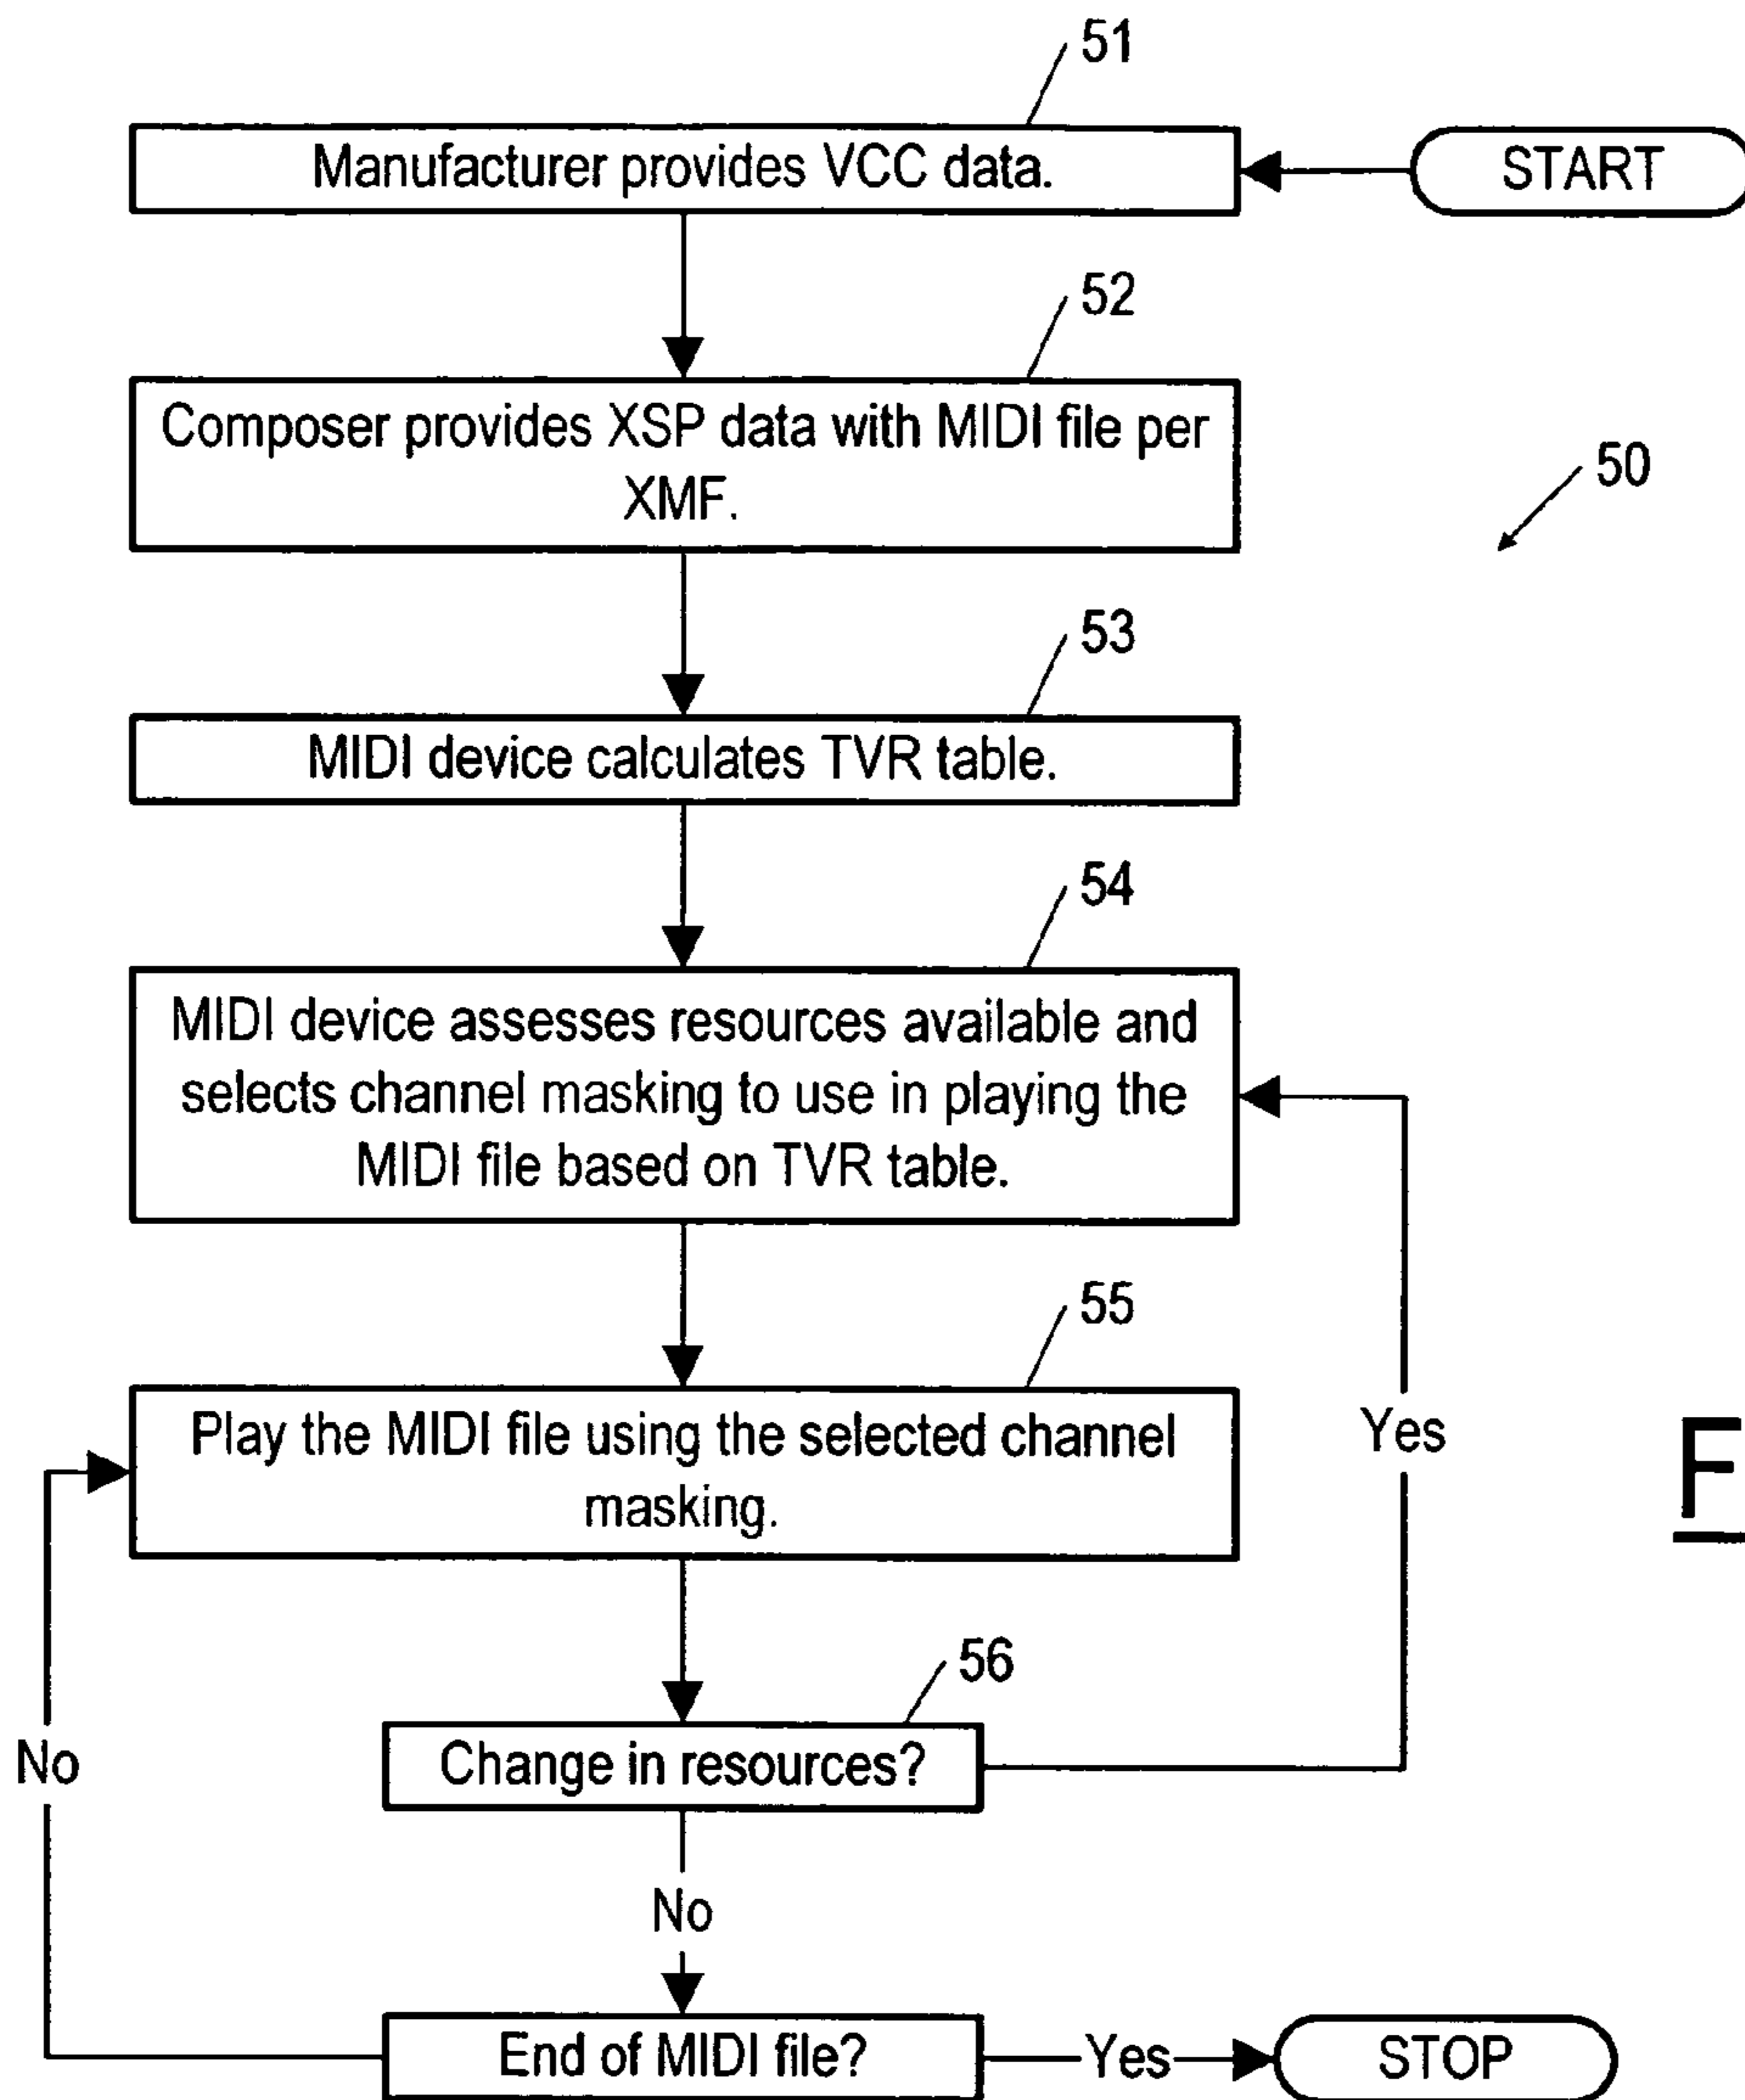 51
Manufacturer provides VCC data.
START
52
Composer provides XSP data with MIDI file per
XMF.
50
53
MIDI device calculates TVR table.
54
MIDI device assesses resources available and
selects channel masking to use in playing the
MIDI file based on TVR table.
55
Play the MIDI file using the selected channel
masking.
Yes
F
56
Change in resources?
No
No
End of MIDI file?
Yes
STOP